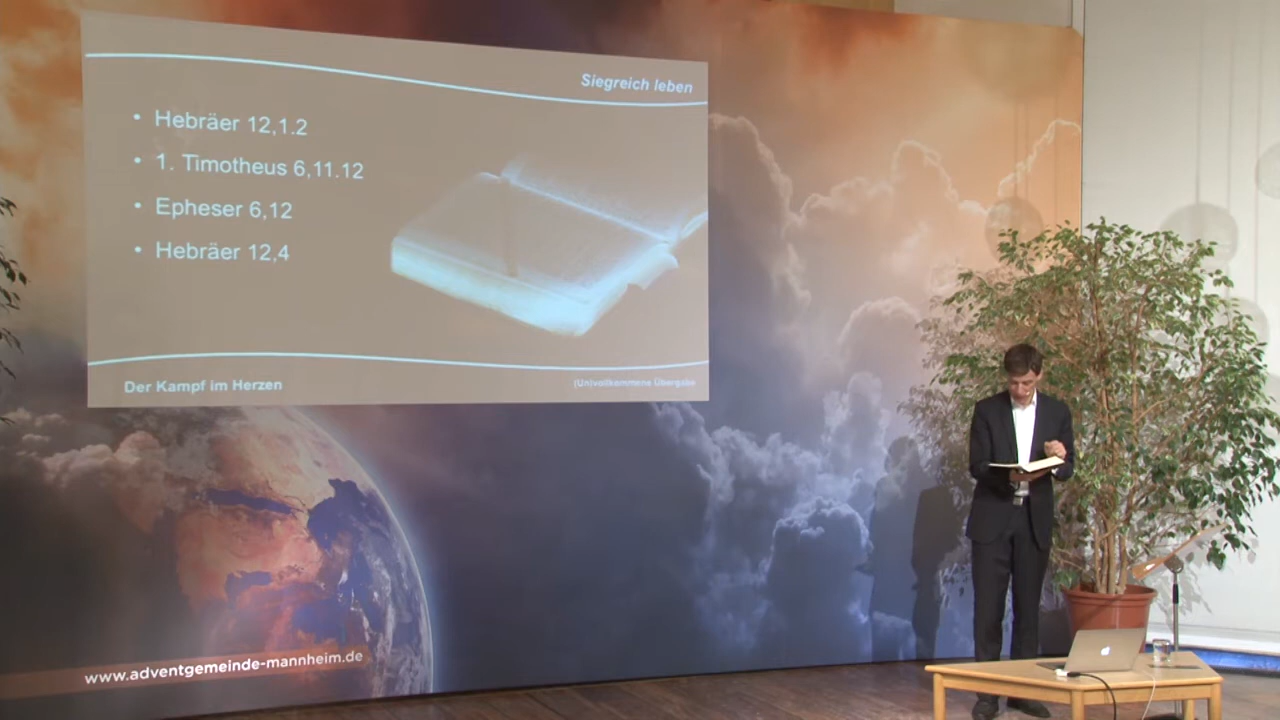 Siegreich leben
• Hebräer 12,1.2
• 1. Timotheus 6,11.12
• Epheser 6,12
• Hebräer 12,4
Der Kampf im Herzen
(Un)vollkommene Übergabe
www.adventgemeinde-mannheim.de